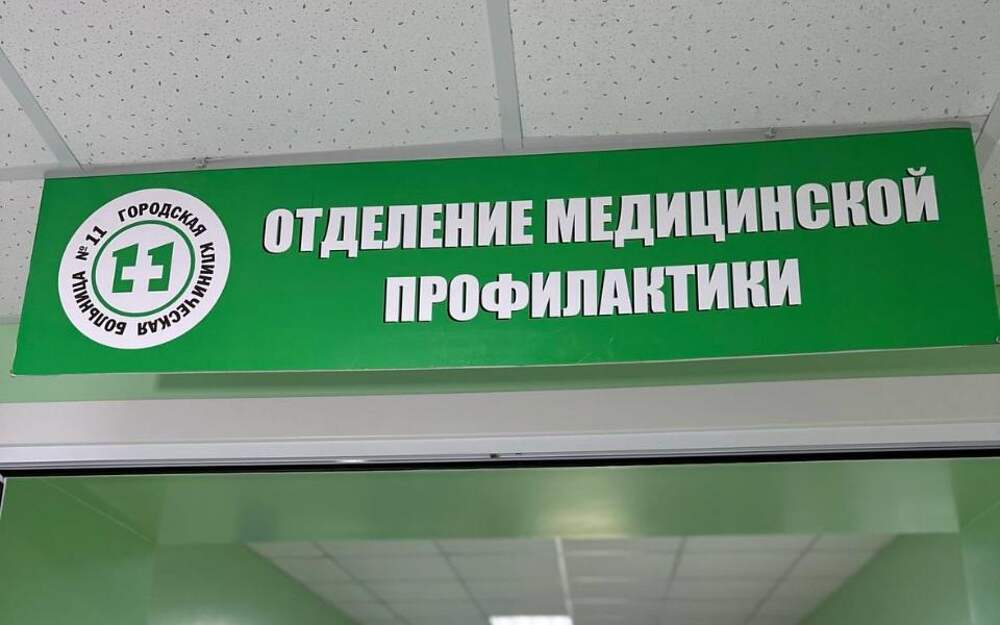 ГОРОДСКАЯ КЛИНИЧЕСКАЯ БОЛЬНИЦА № 11
ОТДЕЛЕНИЕ МЕДИЦИНСКОЙ
ПРОФИЛАКТИКИ